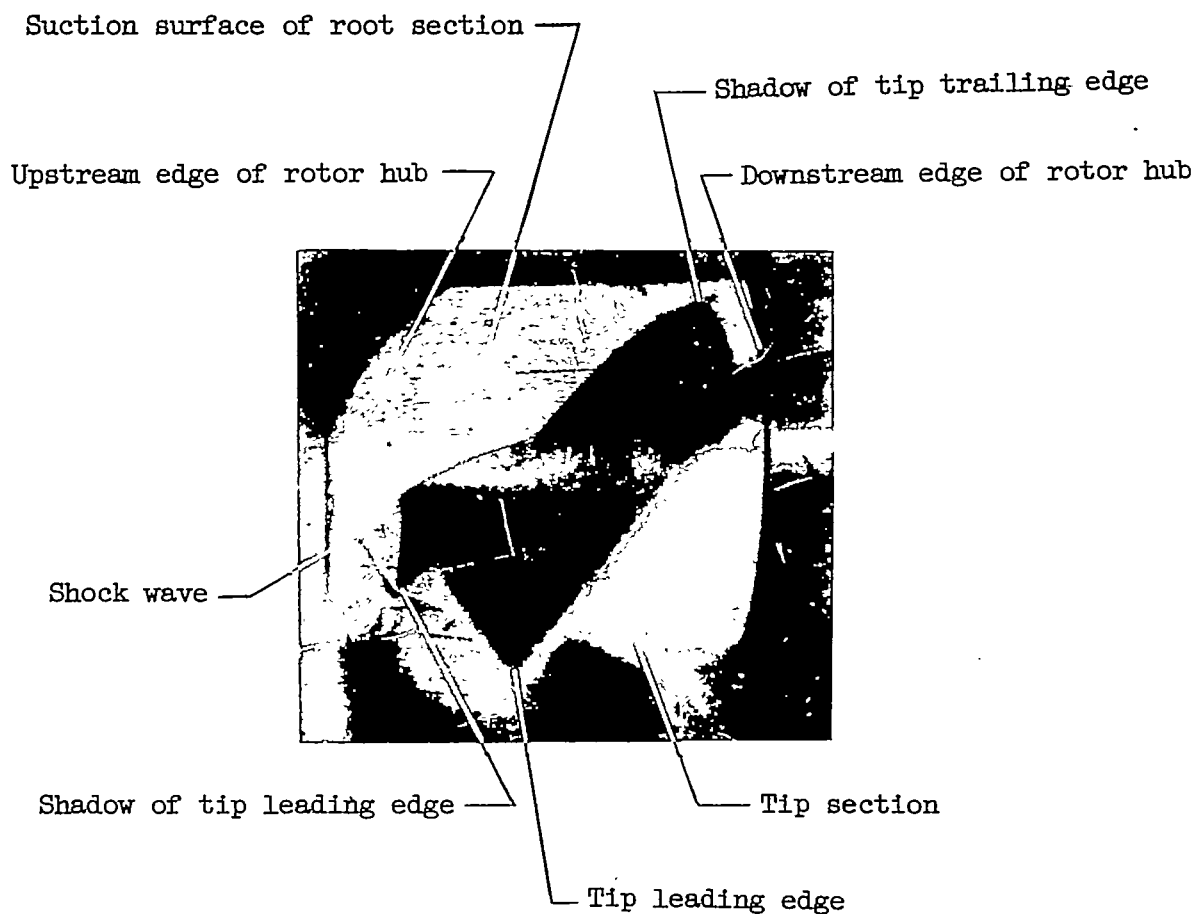 Suction surface of root section
Shadow of tip trailing edge
Upstream edge of rotor hub
Downstream edge of rotor hub
Shock wave
Shadow of tip leading edge
Tip section
Tip leading edge